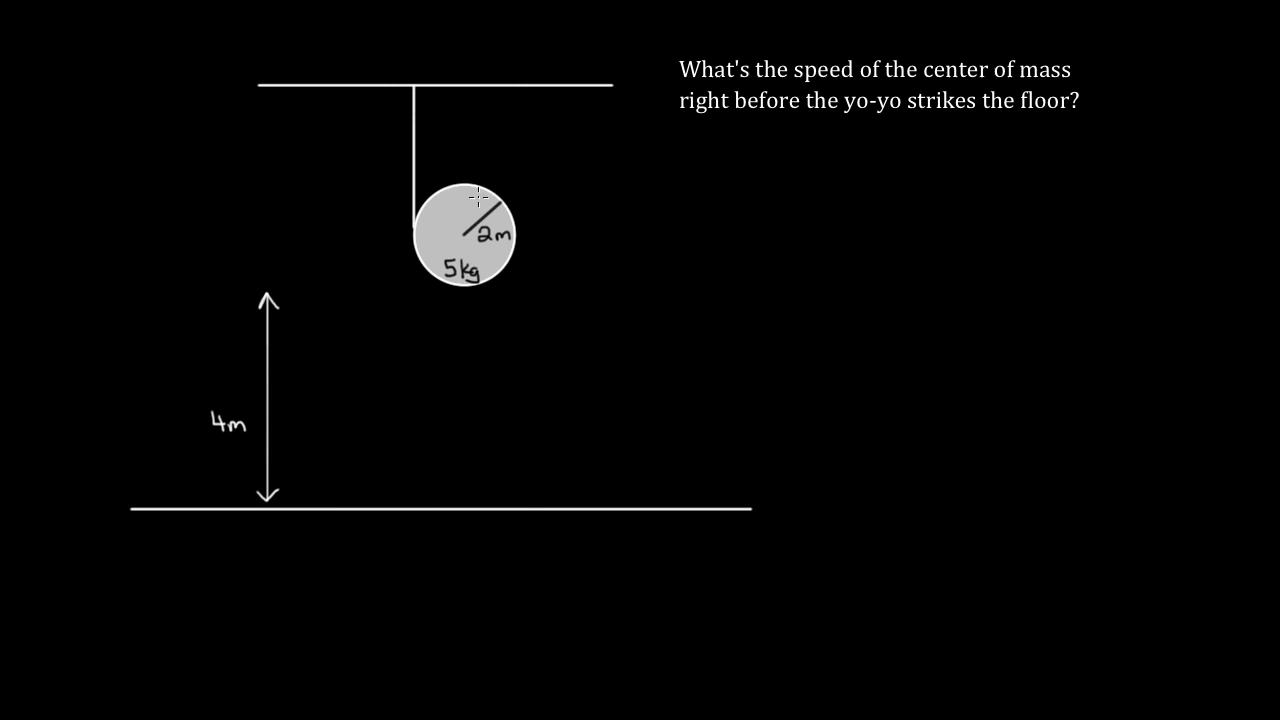 What's the speed of the center of mass
right before the yo-yo strikes the floor?
2m
5kg
4m